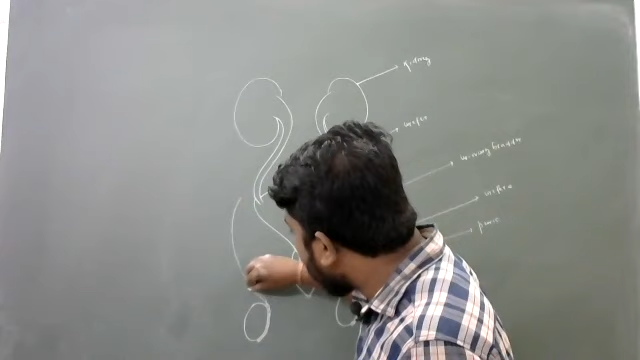 Kidney
ureter
urinary bladder
urethra
penis